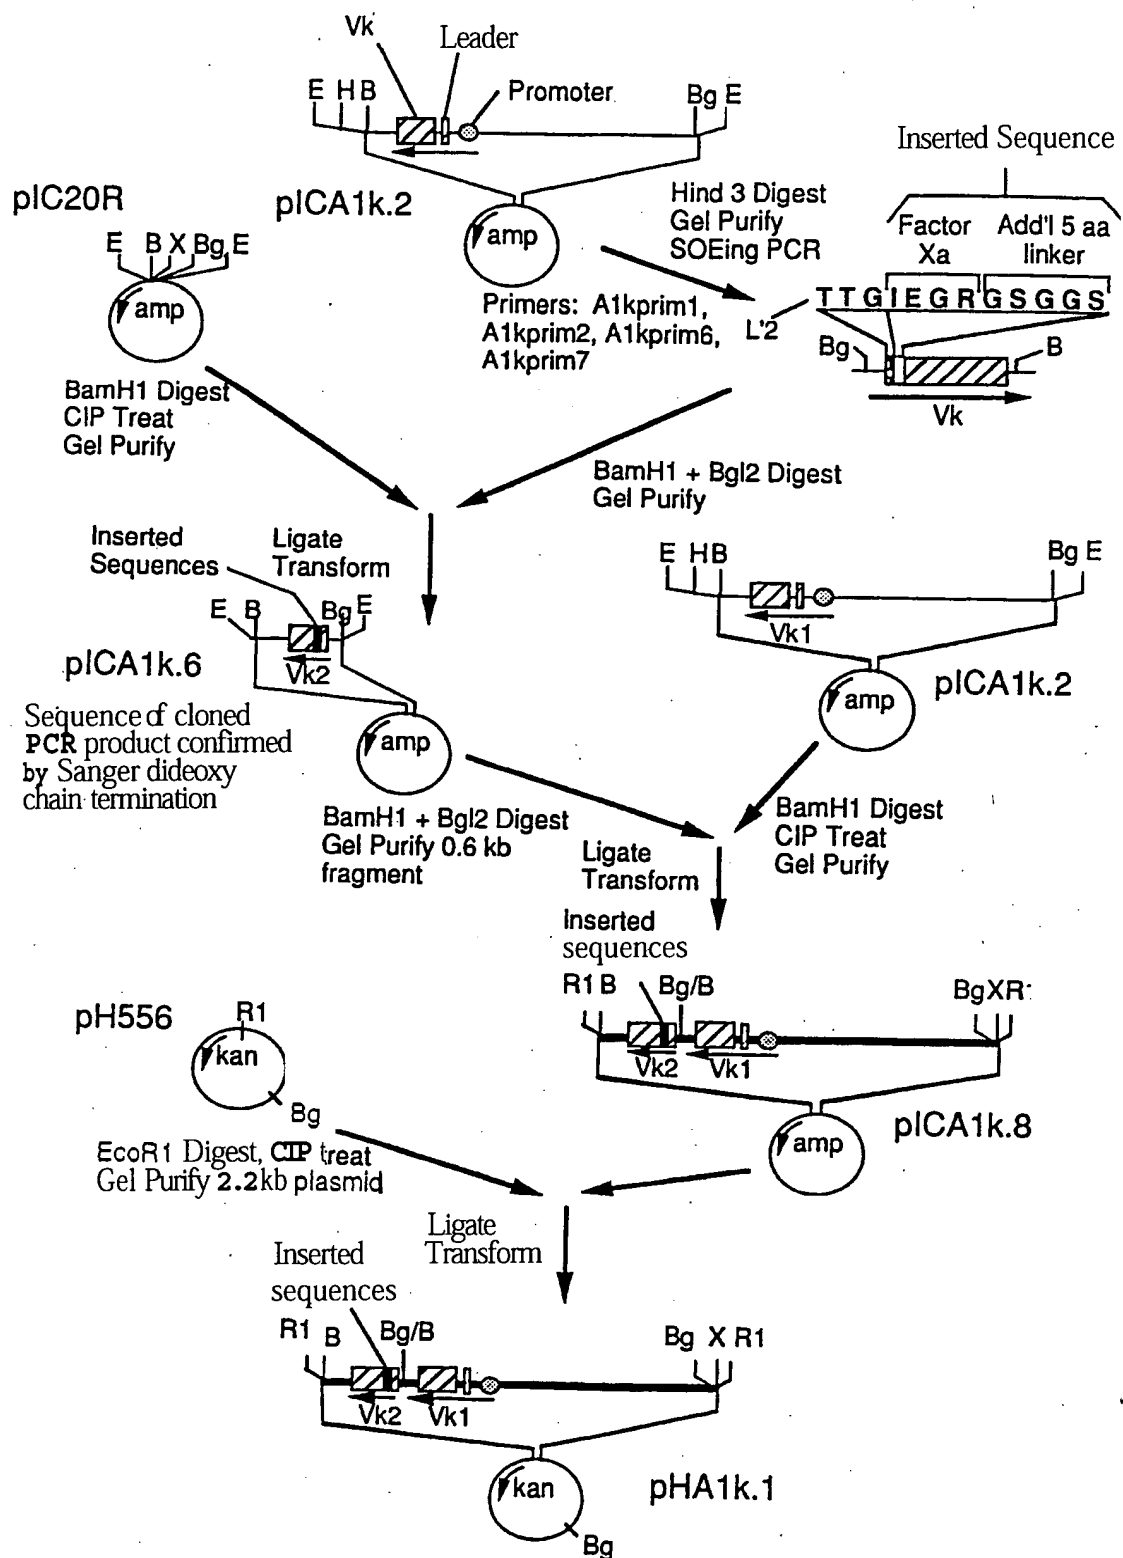 Vk
Leader
E H B
Promoter
Bg E
Inserted Sequence
pIC20R
pICA1k.2
Hind 3 Digest
Gel Purify
SOEing PCR
Factor
Xa
Add'l 5 aa
linker
E B X Bg E
amp
amp
T T G I E G R G S G G S
Primers: A1kprim1,
A1kprim2, A1kprim6,
A1kprim7
L'2
Bg
B
Vk
BamH1 Digest
CIP Treat
Gel Purify
BamH1 + Bgl2 Digest
Gel Purify
Inserted
Sequences
Ligate
Transform
E H B
Bg E
E B
Bg E
Vk1
pICA1k.6
Vk2
pICA1k.2
amp
Sequence of cloned
PCR product confirmed
by Sanger dideoxy
chain termination
amp
BamH1 + Bgl2 Digest
Gel Purify 0.6 kb
fragment
BamH1 Digest
CIP Treat
Gel Purify
Ligate
Transform
Inserted
sequences
R1 B
Bg/B
Bg X R1
pH556
R1
kan
Bg
Vk2
Vk1
pICA1k.8
amp
EcoR1 Digest, CIP treat
Gel Purify 2.2 kb plasmid
Ligate
Transform
Inserted
sequences
R1 B
Bg/B
Bg X R1
Vk2
Vk1
kan
pHA1k.1
Bg